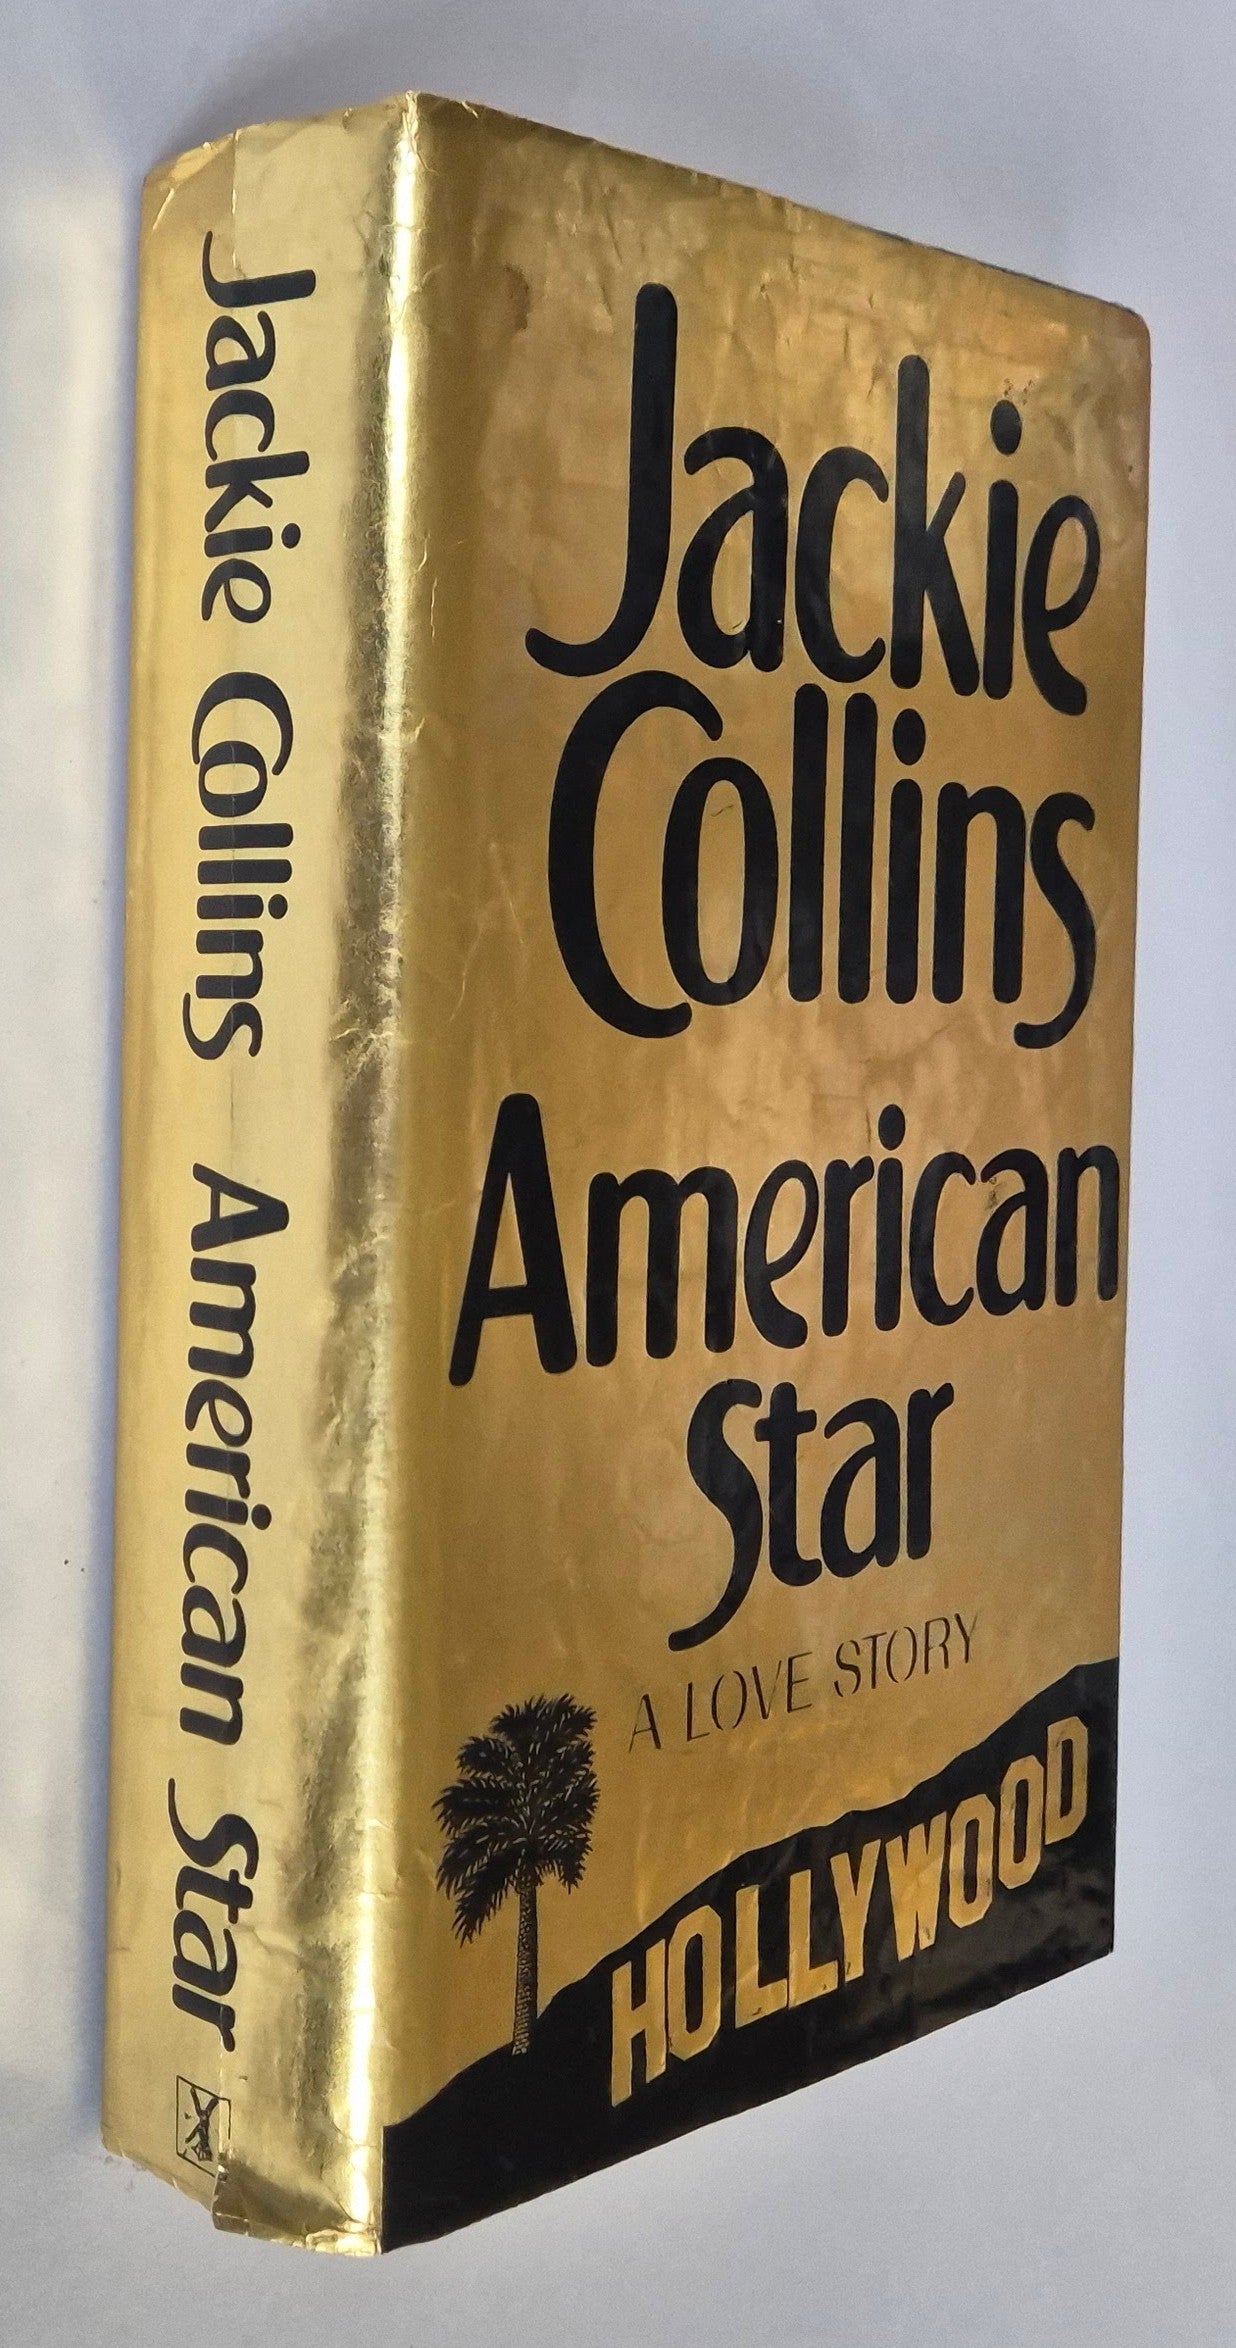 Jackie Collins American Star
Jackie
Collins
American
Star
A LOVE STORY
HOLLYWOOD